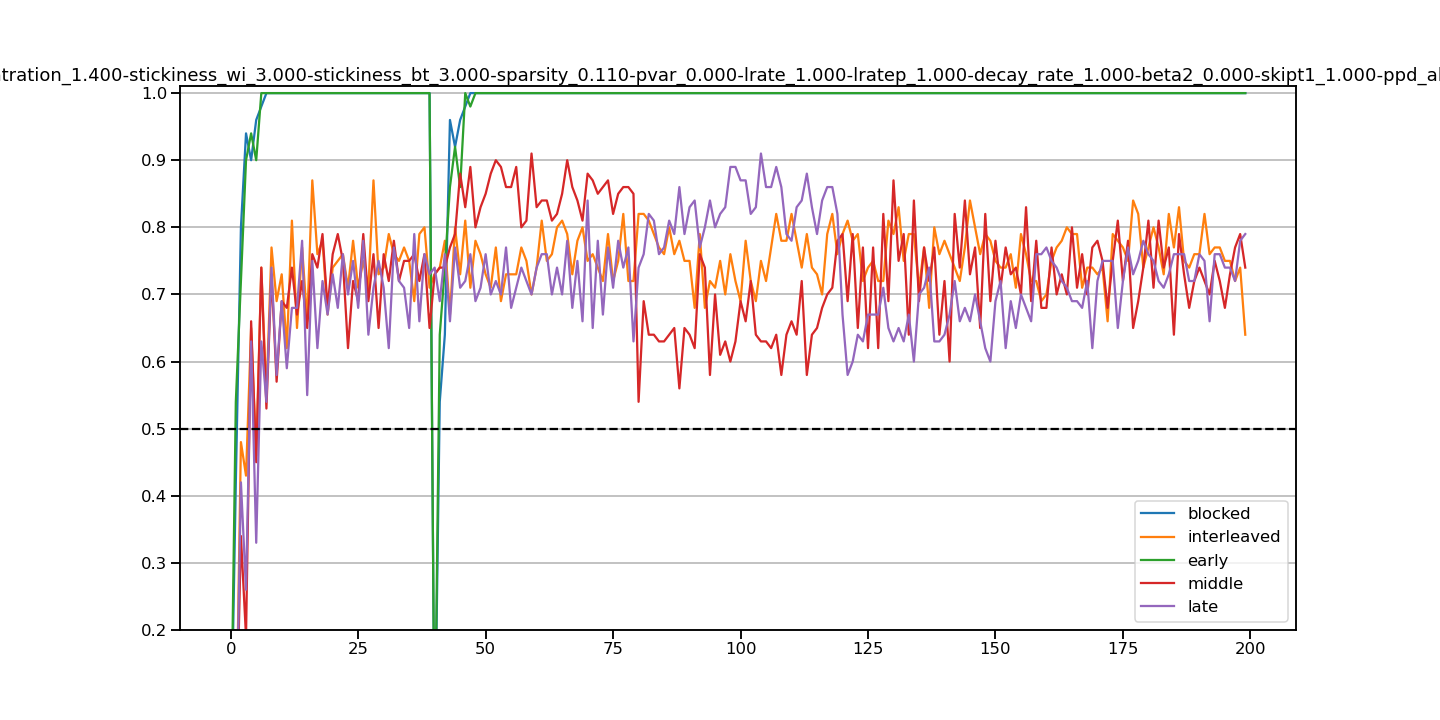 tration_1.400-stickiness_wi_3.000-stickiness_bt_3.000-sparsity_0.110-pvar_0.000-lrate_1.000-lratep_1.000-decay_rate_1.000-beta2_0.000-skipt1_1.000-ppd_al
1.0
0.9
0.8
0.7
0.6
0.5
0.4
0.3
0.2
0 25 50 75 100 125 150 175 200
blocked
interleaved
early
middle
late